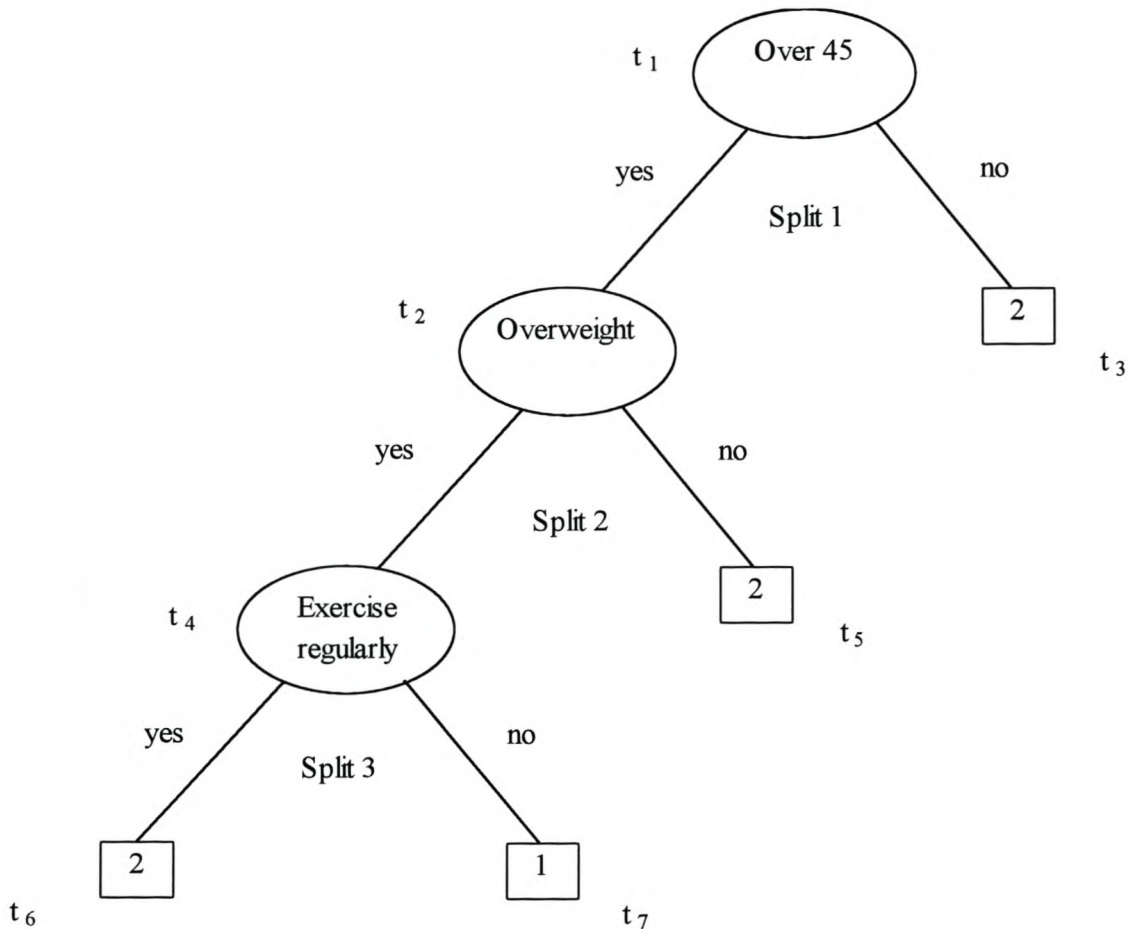 t 1
Over 45
yes
no
Split 1
t 2
Overweight
2
t 3
yes
no
Split 2
t 4
Exercise
regularly
2
t 5
yes
no
Split 3
2
1
t 6
t 7